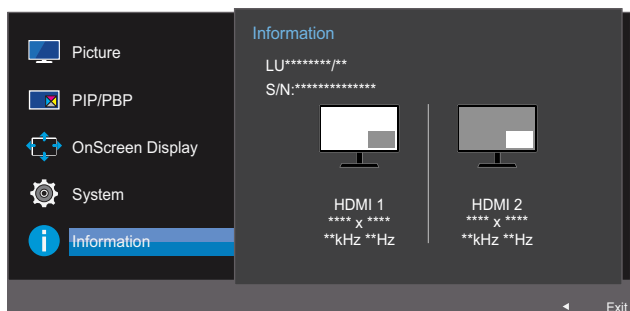 Picture
PIP/PBP
OnScreen Display
System
Information
Information
LU********/**
S/N:**************
HDMI 1
**** x ****
**kHz **Hz
HDMI 2
**** x ****
**kHz **Hz
Exit